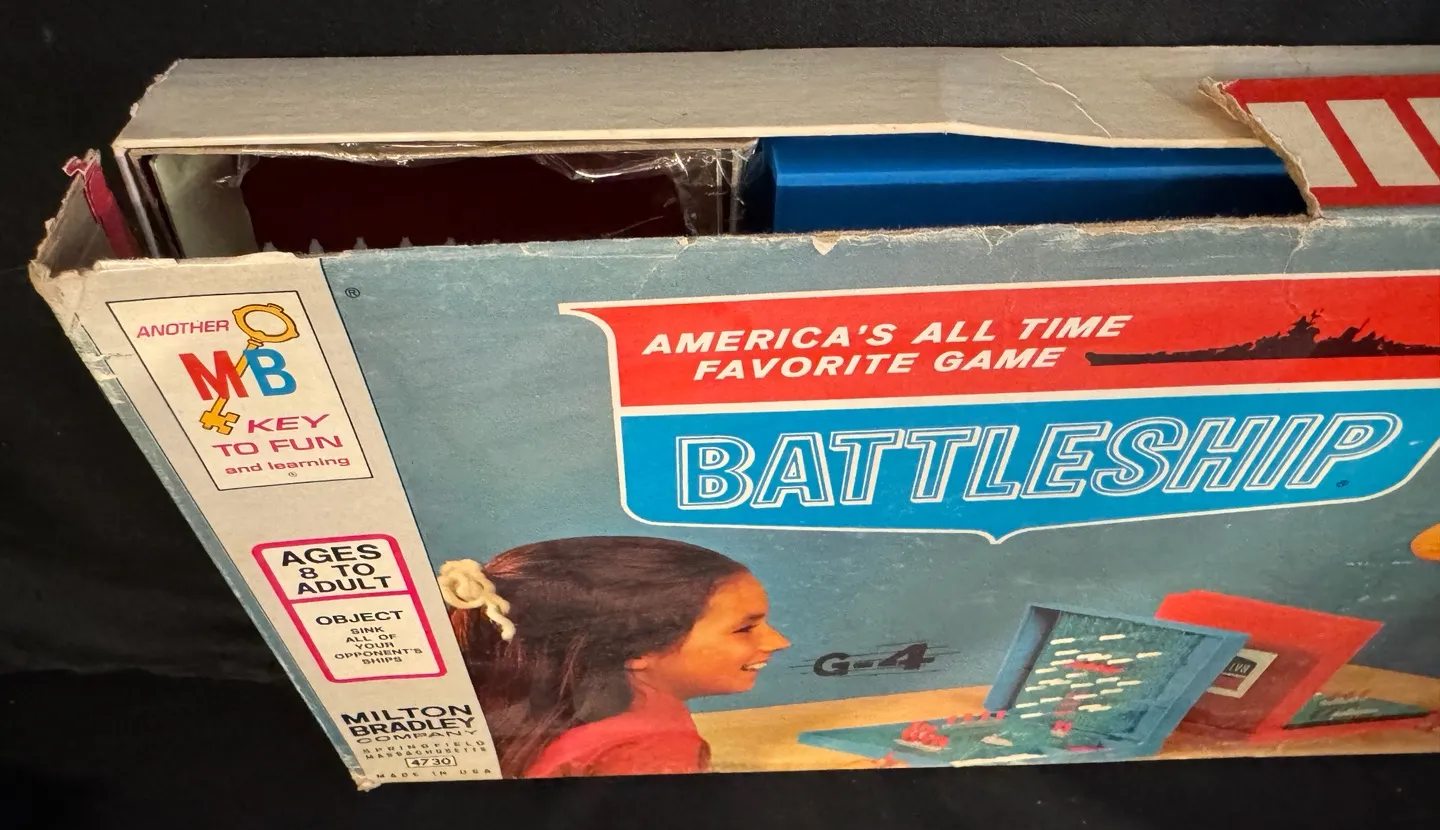 ANOTHER
MB
KEY
TO FUN
and learning
®
®
AMERICA'S ALL TIME
FAVORITE GAME
BATTLESHIP
AGES
8 TO
ADULT
OBJECT
SINK
ALL OF
YOUR
OPPONENT'S
SHIPS
G-4
MILTON
BRADLEY
COMPANY
SPRINGFIELD
MASSACHUSETTS
4730
MADE IN USA